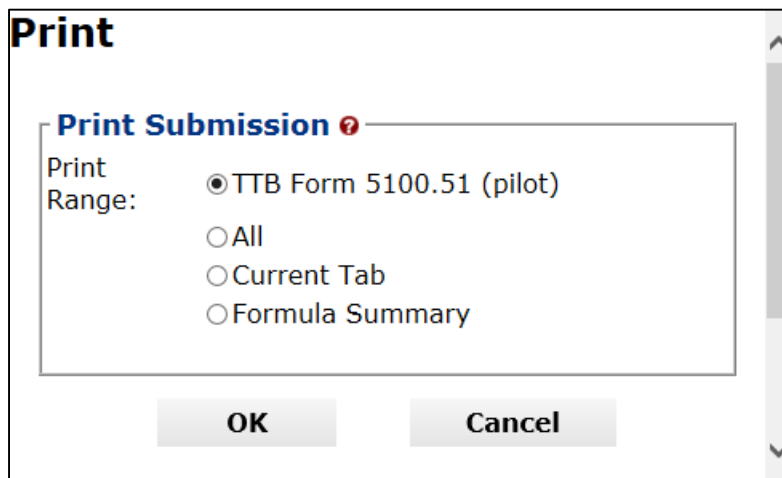 Print
Print Submission
Print
Range:
TTB Form 5100.51 (pilot)
All
Current Tab
Formula Summary
OK
Cancel